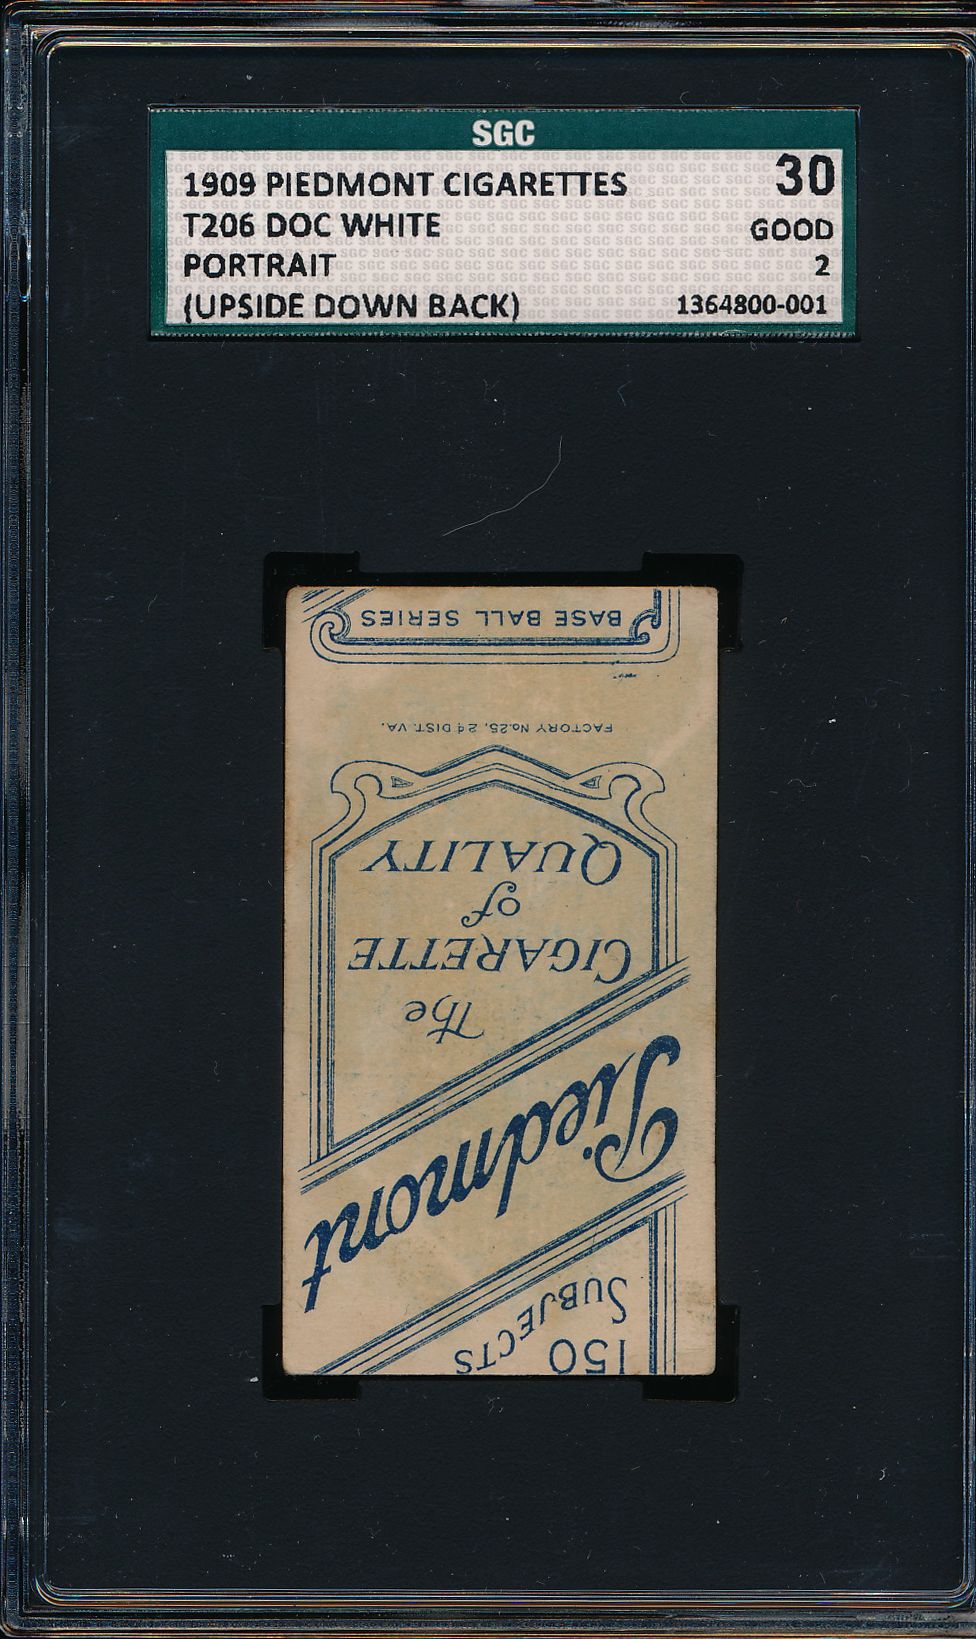 SGC
1909 PIEDMONT CIGARETTES
30
T206 DOC WHITE
GOOD
PORTRAIT
2
(UPSIDE DOWN BACK)
1364800-001
BASE BALL SERIES
FACTORY No. 25, 2d DIST. VA.
QUALITY
of
CIGARETTE
The
Piedmont
SUBJECTS
150